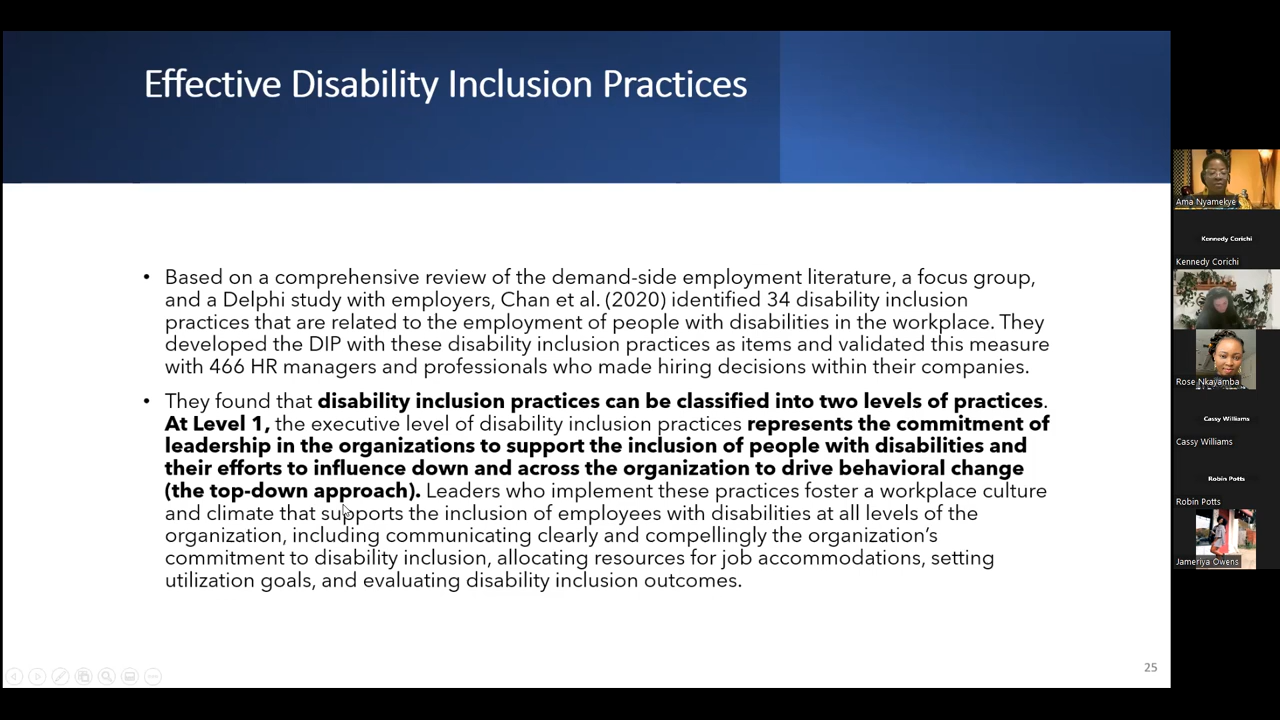 Effective Disability Inclusion Practices
• Based on a comprehensive review of the demand-side employment literature, a focus group,
and a Delphi study with employers, Chan et al. (2020) identified 34 disability inclusion
practices that are related to the employment of people with disabilities in the workplace. They
developed the DIP with these disability inclusion practices as items and validated this measure
with 466 HR managers and professionals who made hiring decisions within their companies.
• They found that disability inclusion practices can be classified into two levels of practices.
At Level 1, the executive level of disability inclusion practices represents the commitment of
leadership in the organizations to support the inclusion of people with disabilities and
their efforts to influence down and across the organization to drive behavioral change
(the top-down approach). Leaders who implement these practices foster a workplace culture
and climate that supports the inclusion of employees with disabilities at all levels of the
organization, including communicating clearly and compellingly the organization's
commitment to disability inclusion, allocating resources for job accommodations, setting
utilization goals, and evaluating disability inclusion outcomes.
25
Ama Nyamekye
Kennedy Corichi
Kennedy Corichi
Rose Nkayamba
Cassy Williams
Cassy Williams
Robin Potts
Robin Potts
Jameriya Owens